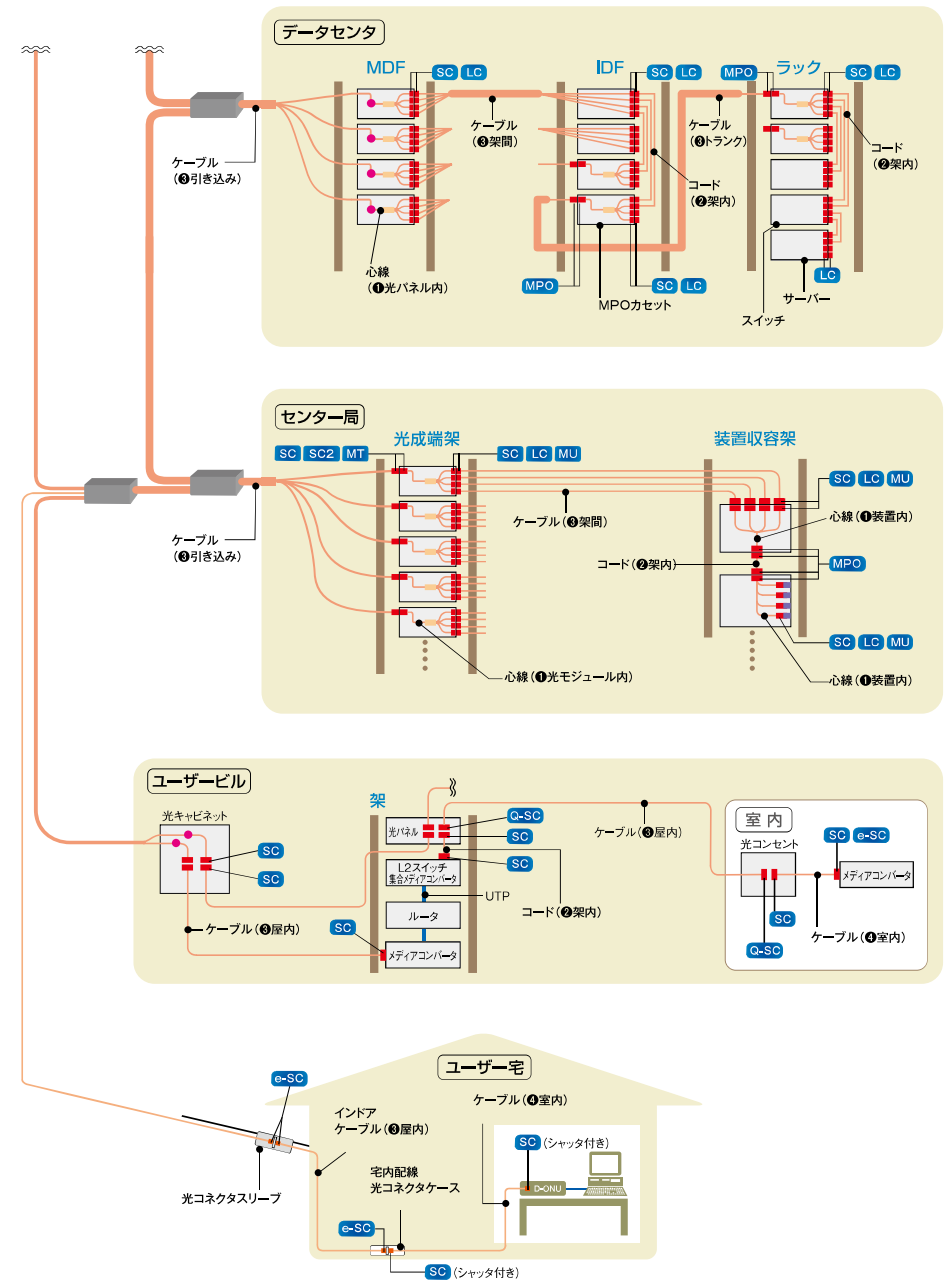 データセンタ
MDF
SC LC
IDF
SC LC
MPO
ラック
SC LC
ケーブル
(❸引き込み)
ケーブル
(❸架間)
コード
(❷架内)
ケーブル
(❸トランク)
コード
(❷架内)
心線
(❶光パネル内)
MPO
MPOカセット
SC LC
LC
サーバー
スイッチ
センター局
光成端架
装置収容架
SC SC2 MT
SC LC MU
SC LC MU
ケーブル
(❸引き込み)
ケーブル(❸架間)
心線(❶装置内)
コード(❷架内)
MPO
SC LC MU
心線(❶光モジュール内)
心線(❶装置内)
ユーザービル
光キャビネット
架
光パネル
Q-SC
SC
SC
SC
SC
L2スイッチ
集合メディアコンバータ
UTP
ルータ
コード(❷架内)
SC
メディアコンバータ
ケーブル(❸屋内)
ケーブル(❸屋内)
室内
光コンセント
SC e-SC
メディアコンバータ
SC
Q-SC
ケーブル(❹室内)
ユーザー宅
e-SC
光コネクタスリーブ
インドア
ケーブル(❸屋内)
ケーブル(❹室内)
SC (シャッタ付き)
D-ONU
宅内配線
光コネクタケース
e-SC
SC (シャッタ付き)